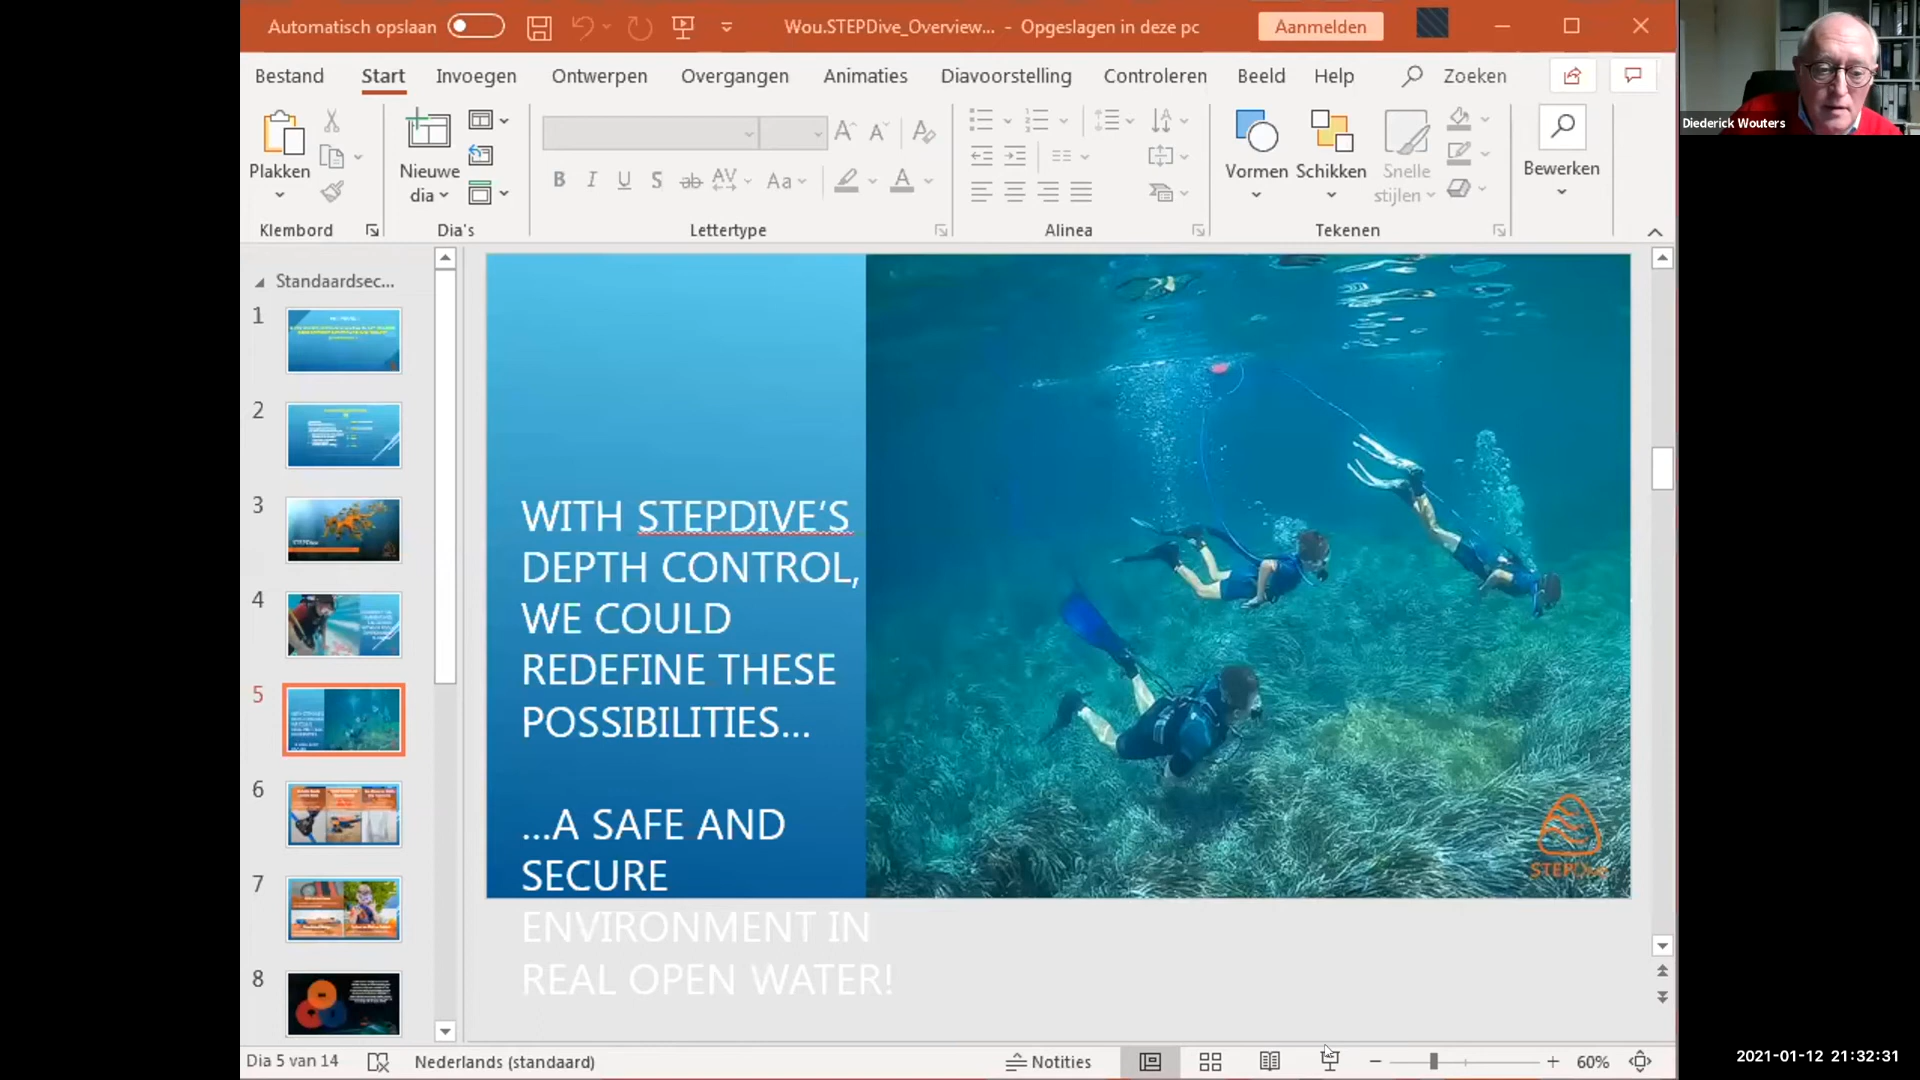 Automatisch opslaan
Wou.STEPDive_Overview... - Opgeslagen in deze pc
Aanmelden
Bestand Start Invoegen Ontwerpen Overgangen Animaties Diavoorstelling Controleren Beeld Help Zoeken
Plakken
Klembord
Nieuwe
dia
Dia's
B I U S ab AV Aa A
Lettertype
Alinea
Vormen
Schikken
Snelle
stijlen
Tekenen
Bewerken
Diederick Wouters
Standaardsec...
1
2
3
4
5
6
7
8
WITH STEPDIVE‘S
DEPTH CONTROL,
WE COULD
REDEFINE THESE
POSSIBILITIES...
...A SAFE AND
SECURE
ENVIRONMENT IN
REAL OPEN WATER!
Dia 5 van 14
Nederlands (standaard)
Notities
60%
2021-01-12 21:32:31